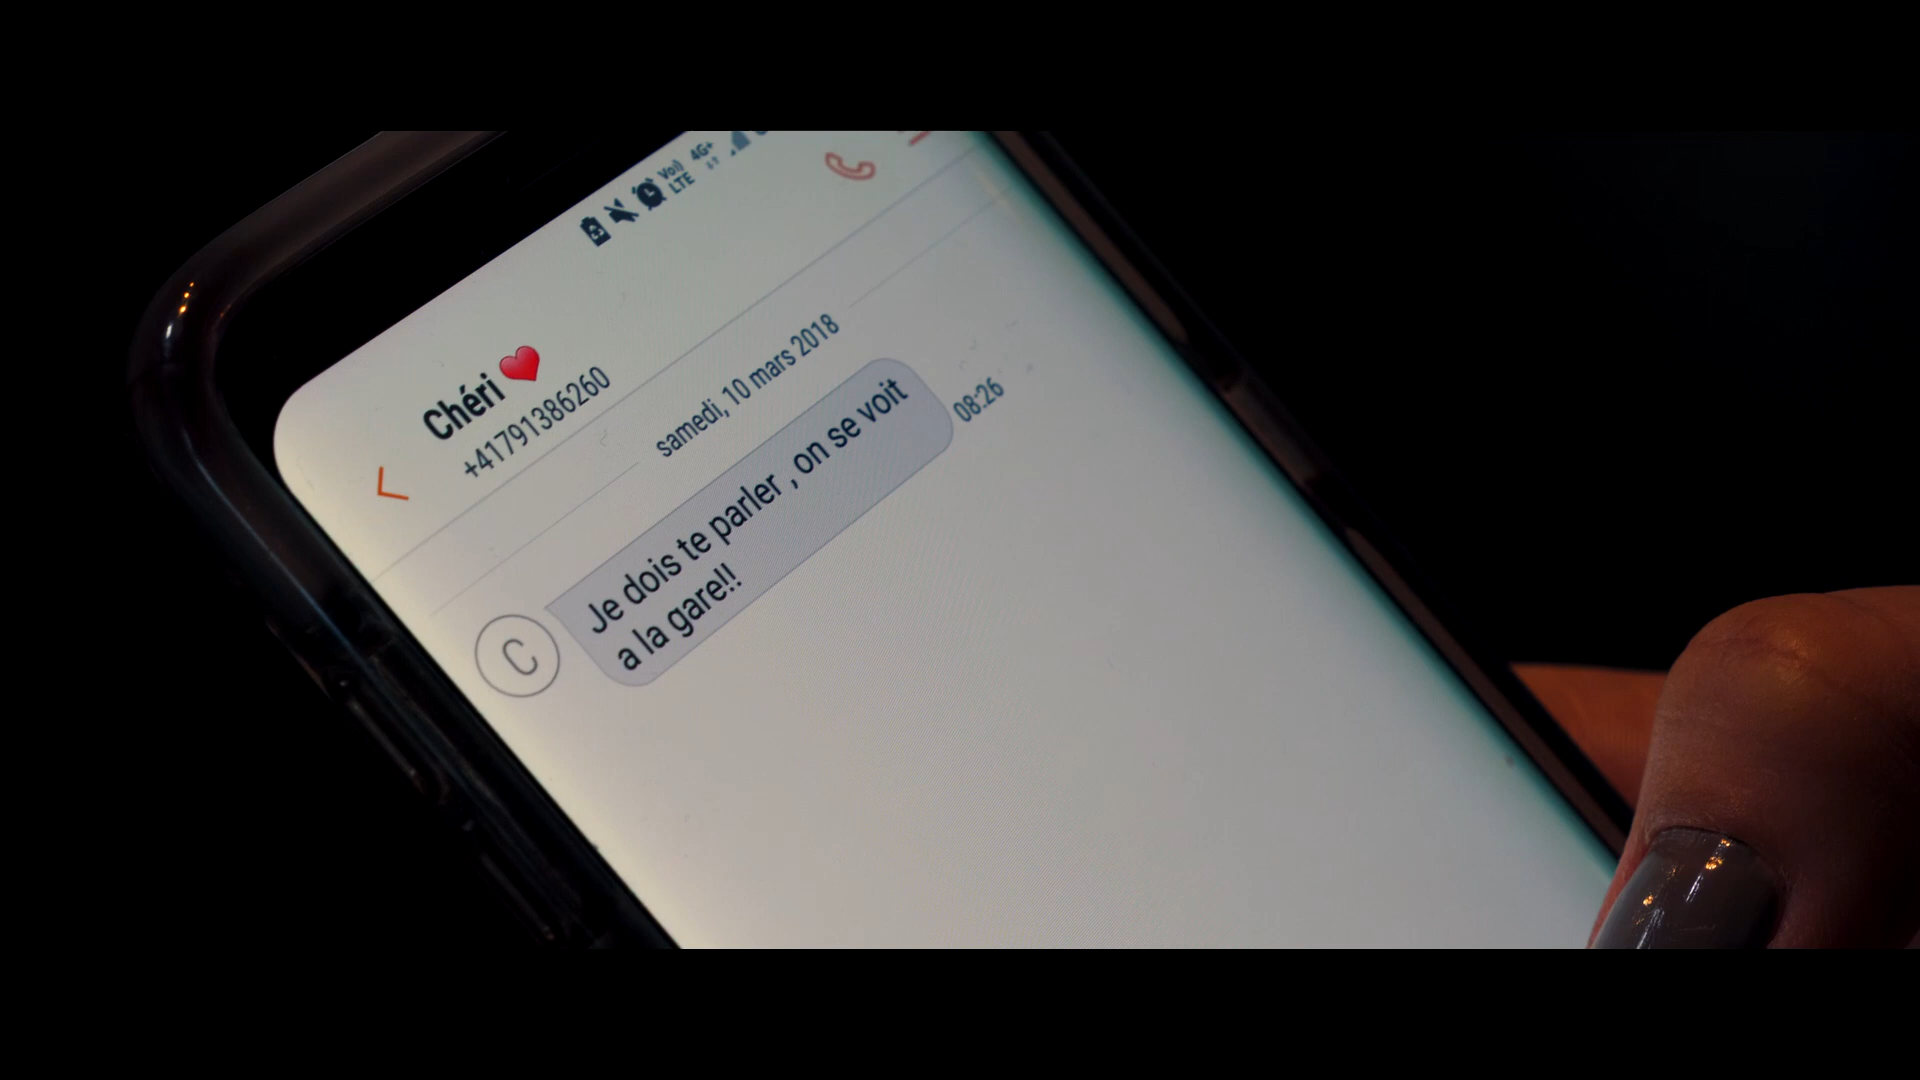 Vol) LTE 4G+
Chéri
+41791386260
samedi, 10 mars 2018
Je dois te parler , on se voit
a la gare!!
08:26
C